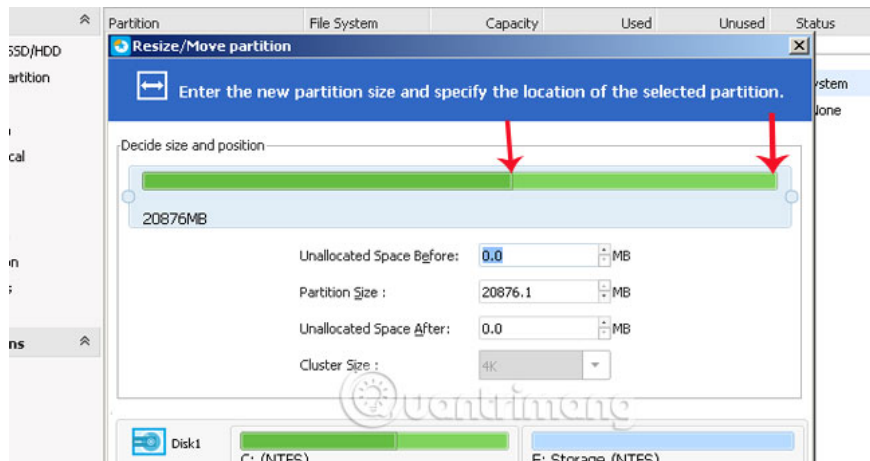 Partition File System Capacity Used Unused Status
SSD/HDD
Resize/Move partition
artition
Enter the new partition size and specify the location of the selected partition.
ystem
None
cal
Decide size and position
20876MB
on
Unallocated Space Before: 0.0 MB
Partition Size : 20876.1 MB
Unallocated Space After: 0.0 MB
ns
Cluster Size : 4K
Quantrimang
Disk1
C: (NTFS) E: Storage (NTFS)